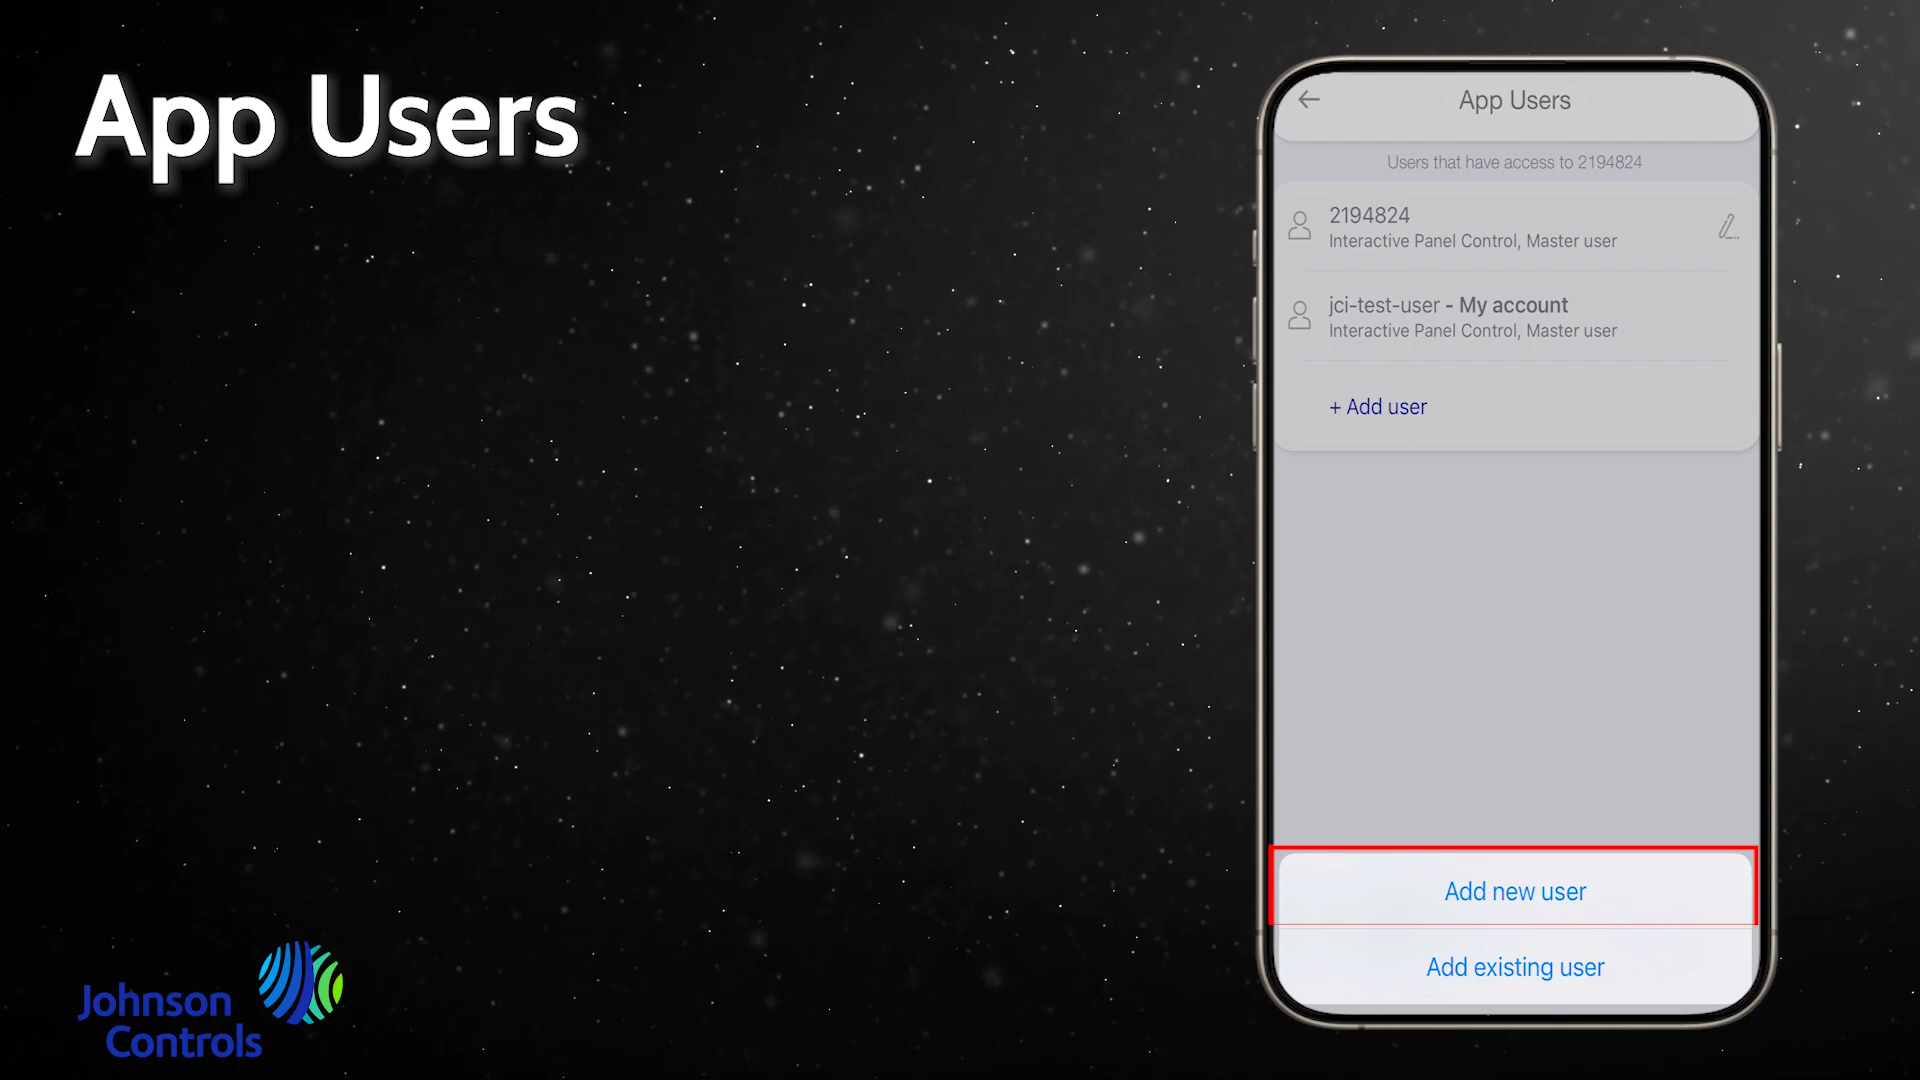 App Users
App Users
Users that have access to 2194824
2194824
Interactive Panel Control, Master user
jci-test-user - My account
Interactive Panel Control, Master user
+ Add user
Add new user
Add existing user
Johnson
Controls